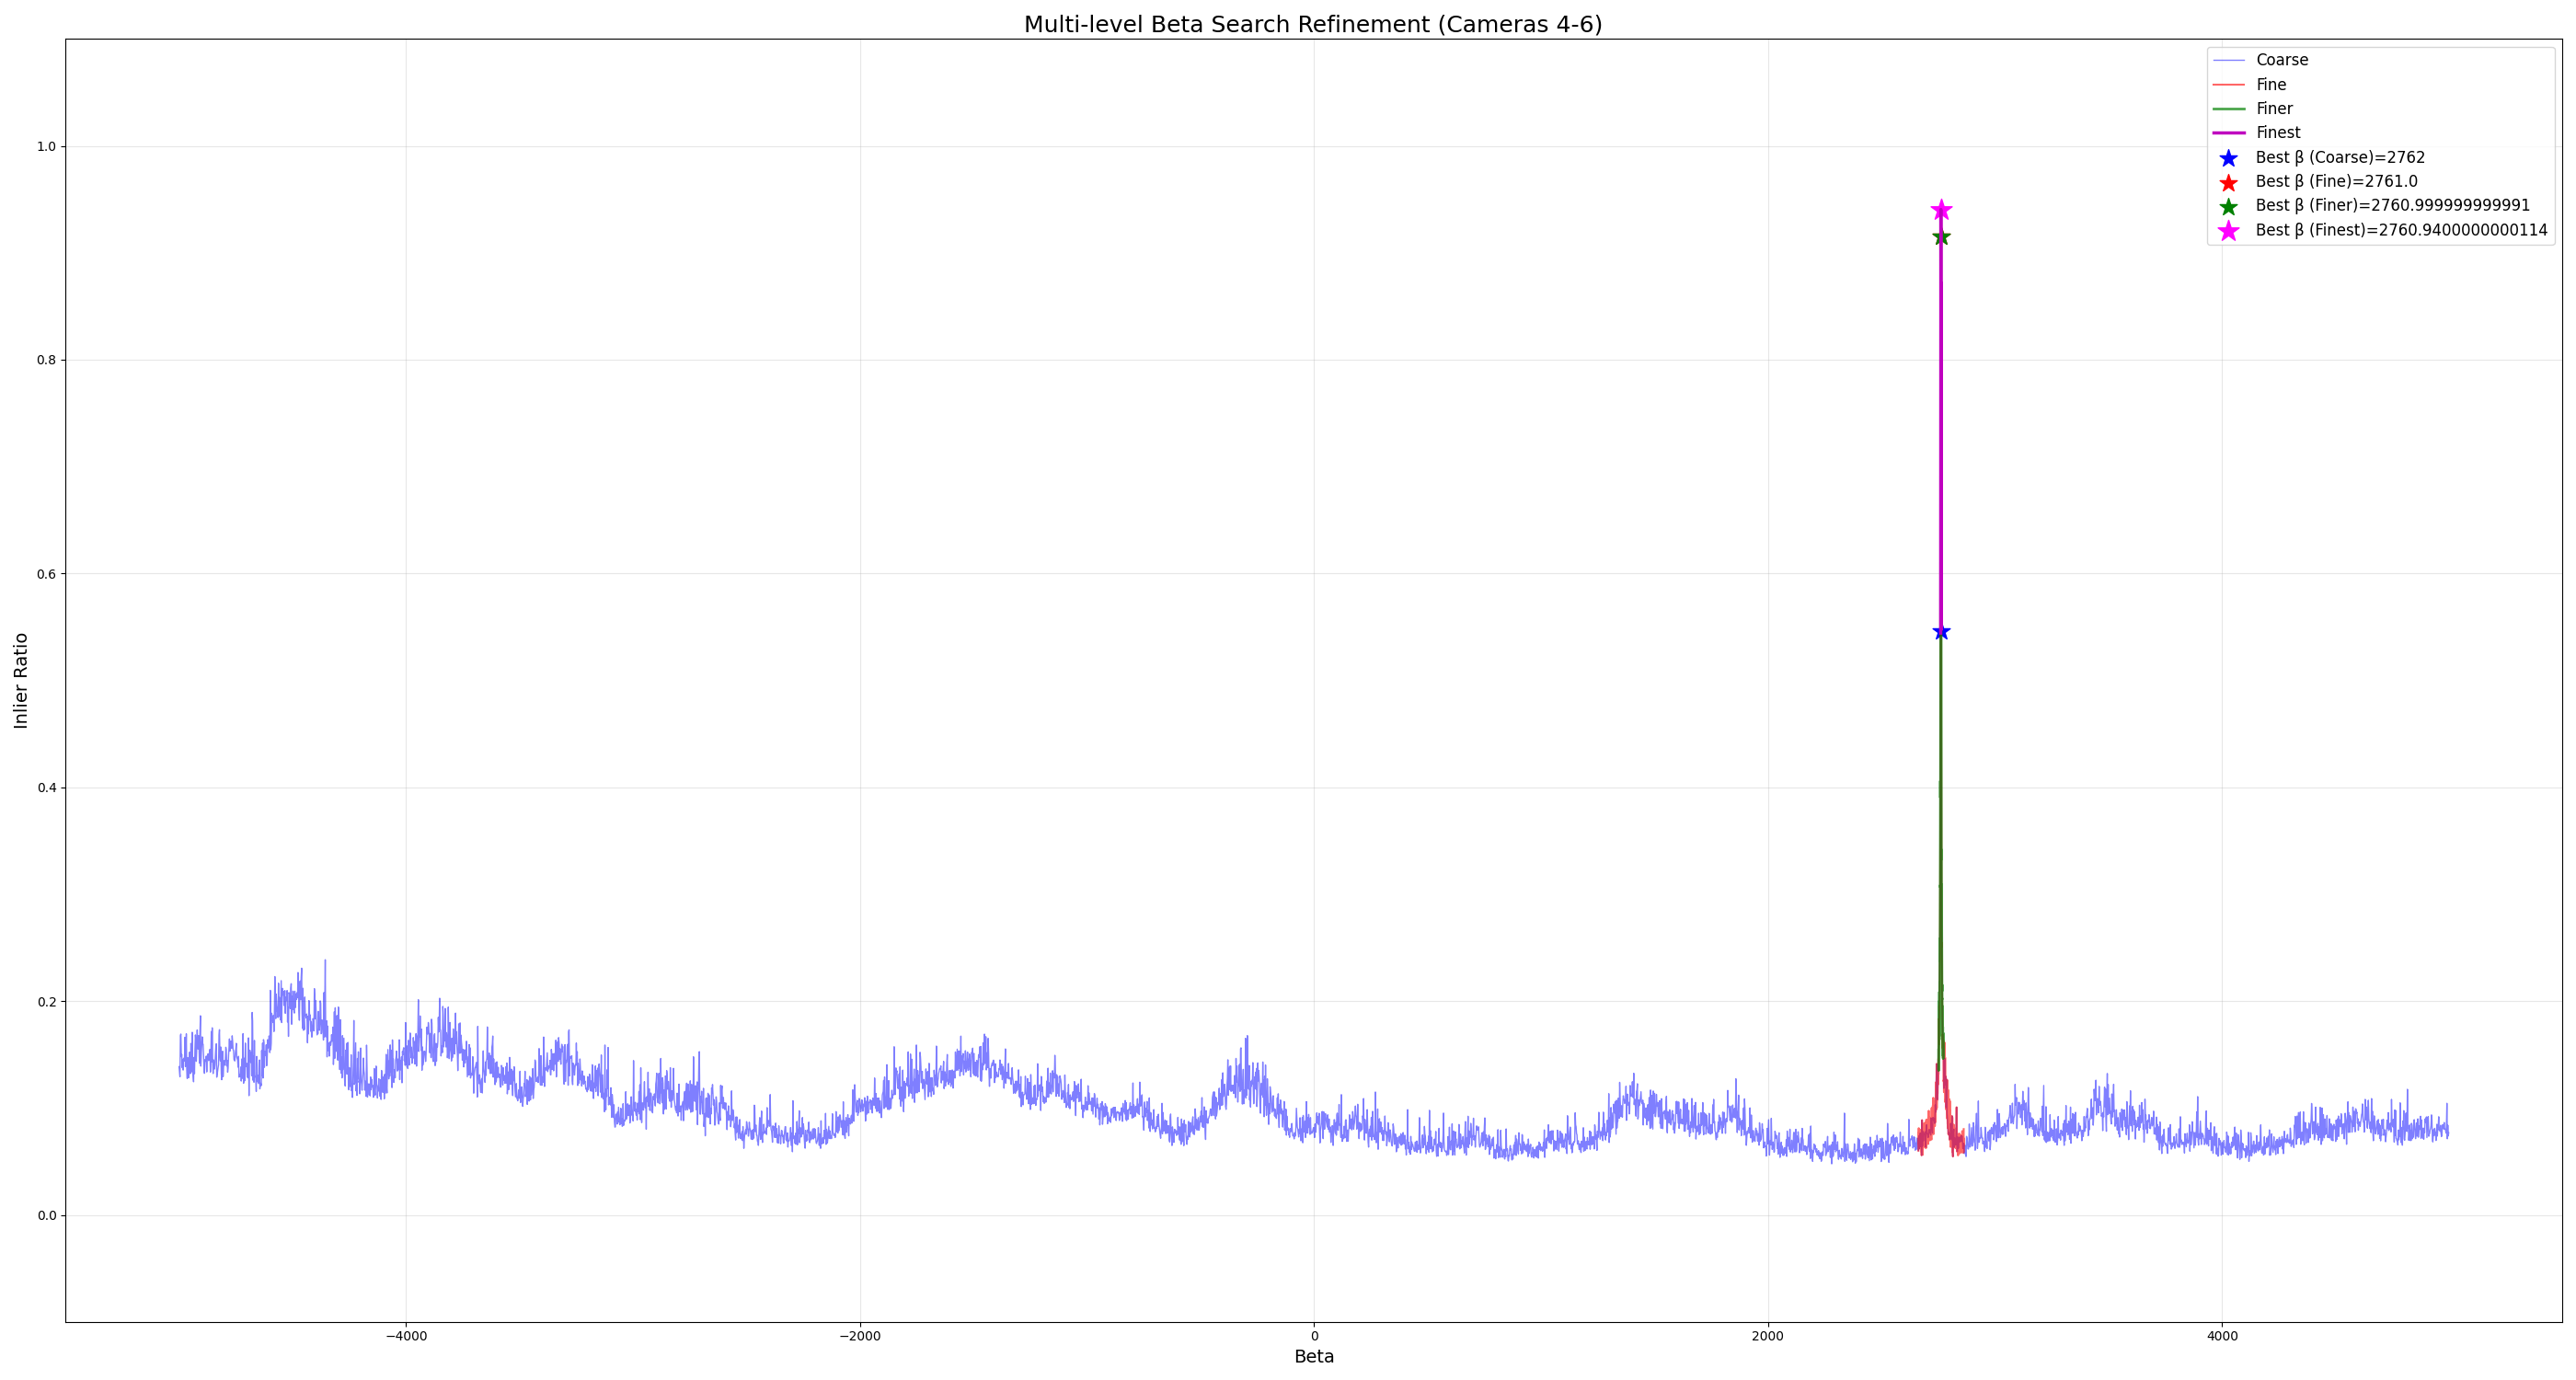 Multi-level Beta Search Refinement (Cameras 4-6)
Coarse
Fine
Finer
Finest
Best β (Coarse)=2762
Best β (Fine)=2761.0
Best β (Finer)=2760.999999999991
Best β (Finest)=2760.9400000000114
1.0
0.8
0.6
0.4
0.2
0.0
Inlier Ratio
−4000
−2000
0
2000
4000
Beta